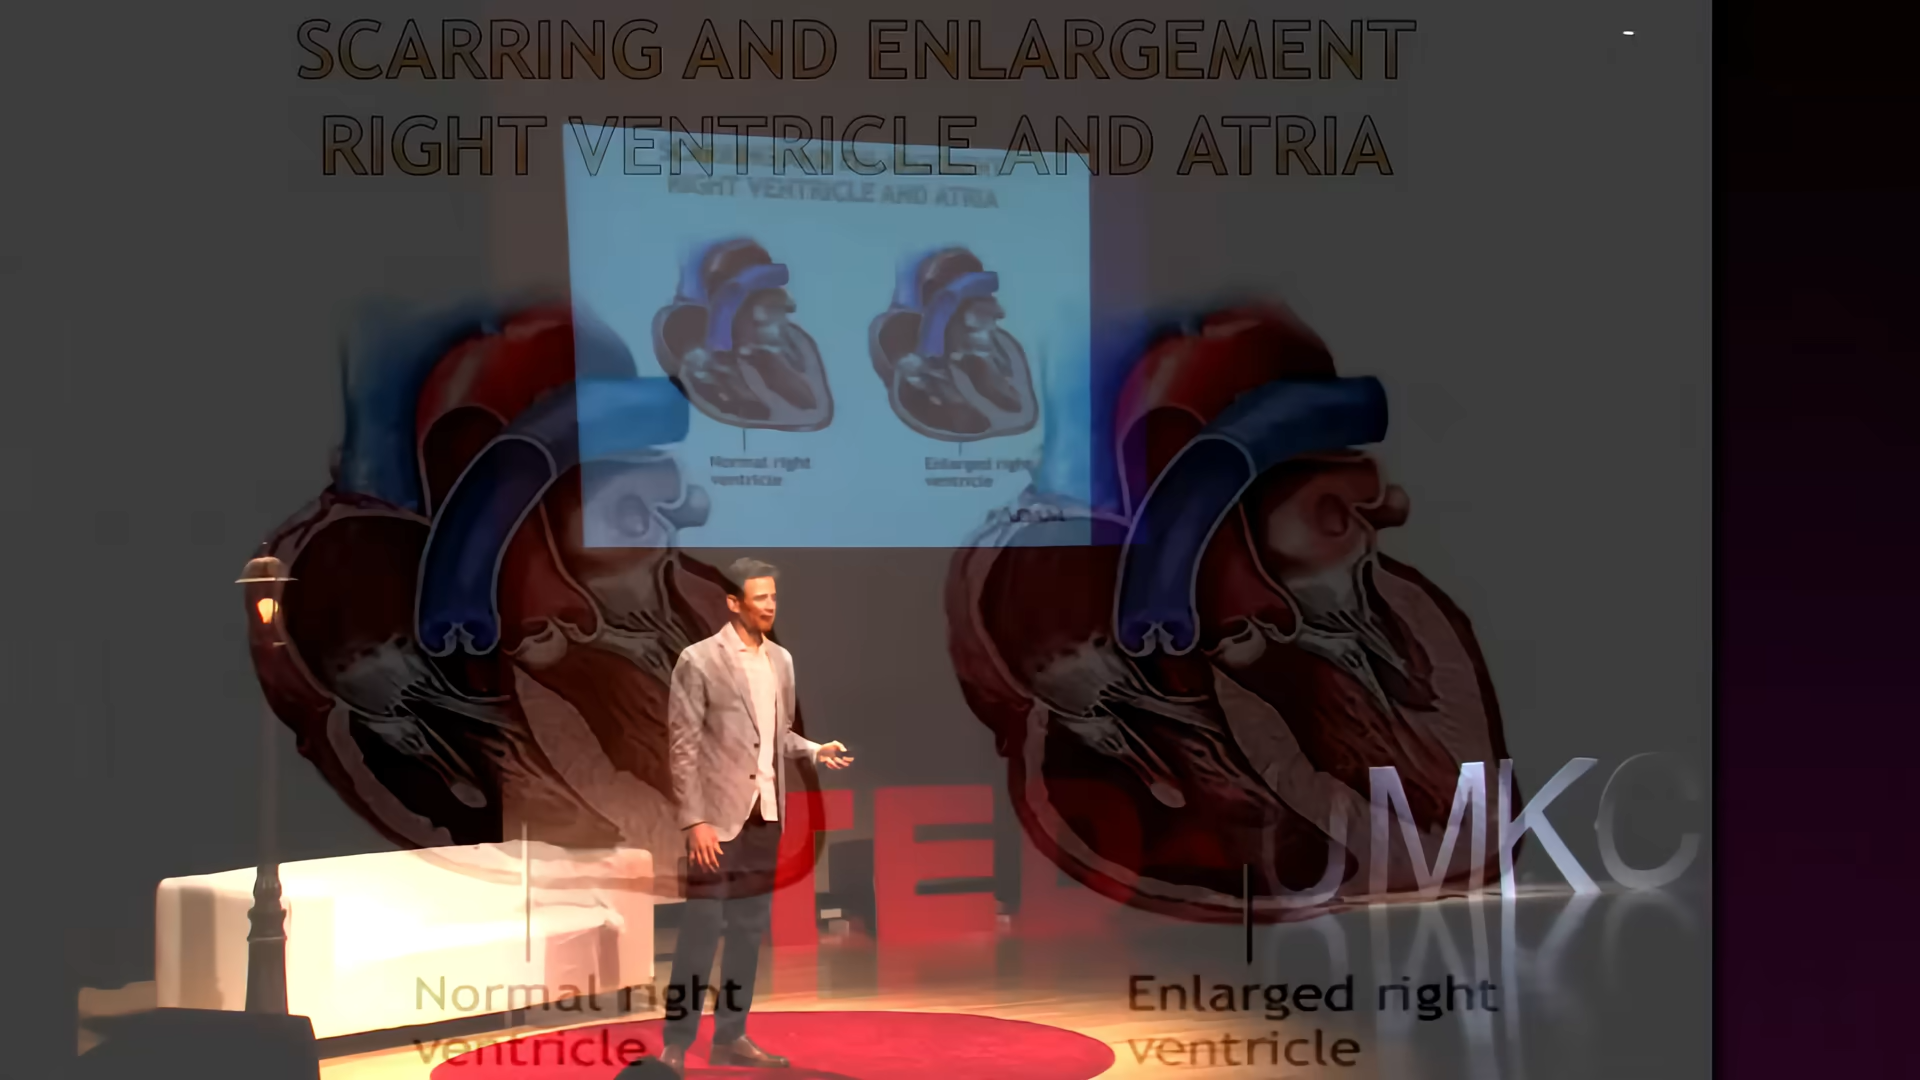 SCARRING AND ENLARGEMENT
RIGHT VENTRICLE AND ATRIA
RIGHT VENTRICLE AND ATRIA
Normal right
ventricle
Enlarged right
ventricle
TED
UMKC
Normal right
ventricle
Enlarged right
ventricle